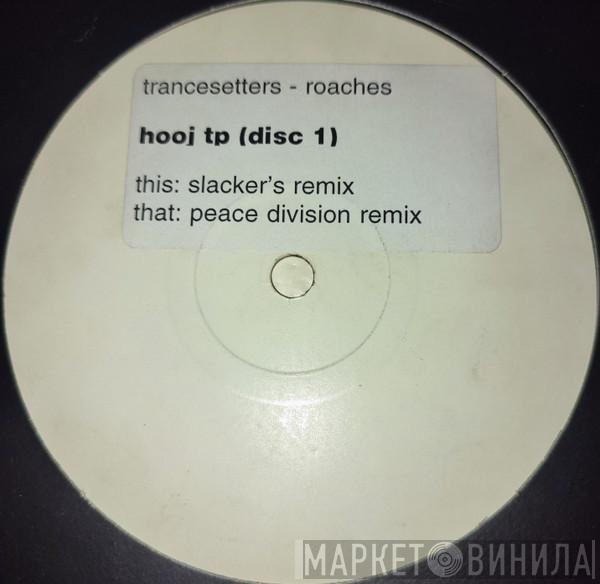 trancesetters - roaches
hooj tp (disc 1)
this: slacker's remix
that: peace division remix
МАРКЕТ ВИНИЛА